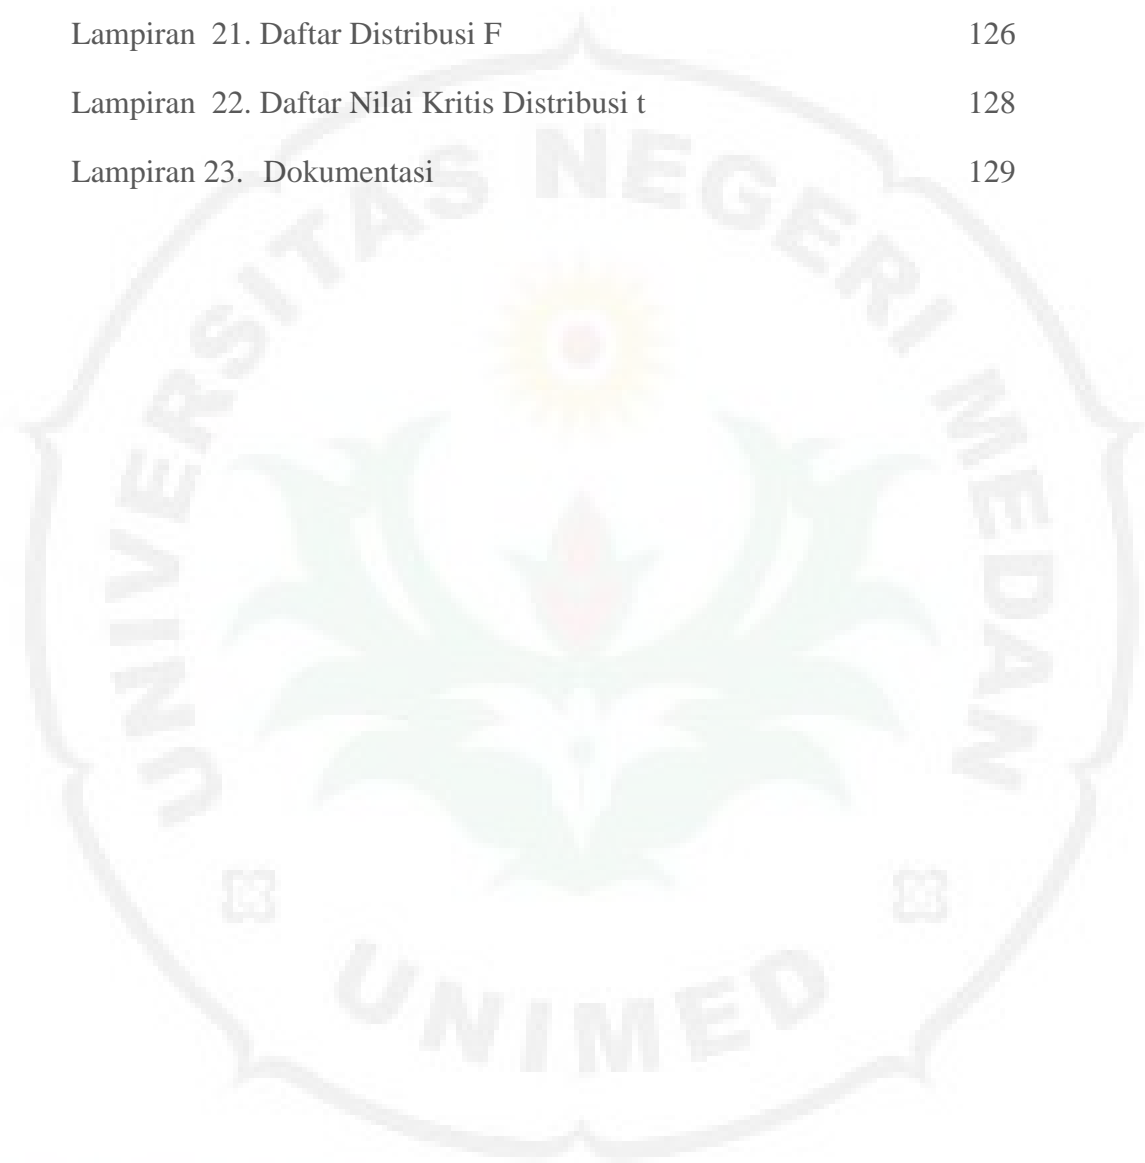 Lampiran 21. Daftar Distribusi F 126
Lampiran 22. Daftar Nilai Kritis Distribusi t 128
Lampiran 23. Dokumentasi 129
UNIVERSITAS NEGERI MEDAN
UNIMED